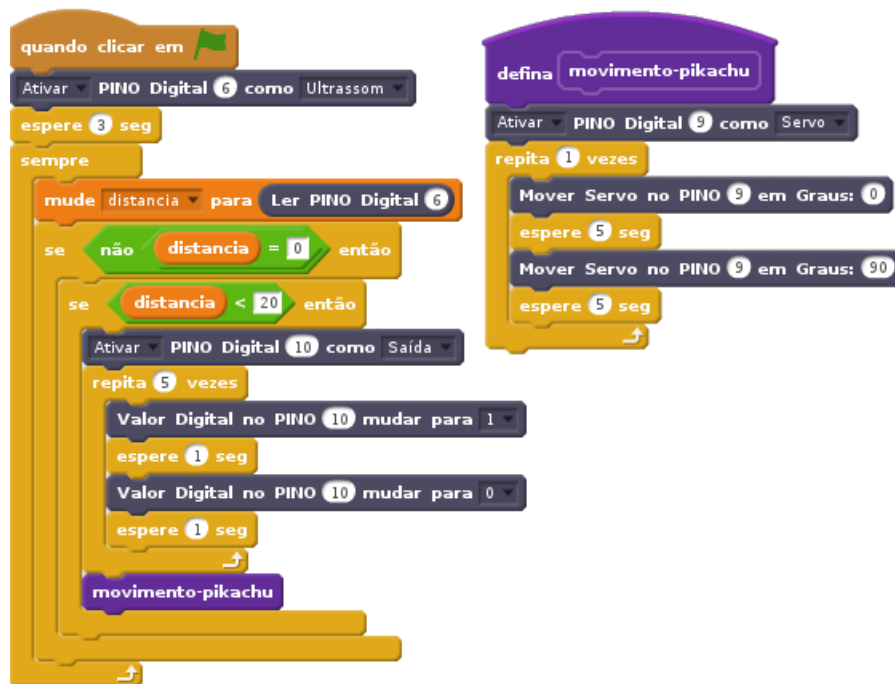 quando clicar em
Ativar PINO Digital 6 como Ultrassom
espere 3 seg
sempre
mude distancia para Ler PINO Digital 6
se não distancia = 0 então
se distancia < 20 então
Ativar PINO Digital 10 como Saída
repita 5 vezes
Valor Digital no PINO 10 mudar para 1
espere 1 seg
Valor Digital no PINO 10 mudar para 0
espere 1 seg
movimento-pikachu
defina movimento-pikachu
Ativar PINO Digital 9 como Servo
repita 1 vezes
Mover Servo no PINO 9 em Graus: 0
espere 5 seg
Mover Servo no PINO 9 em Graus: 90
espere 5 seg